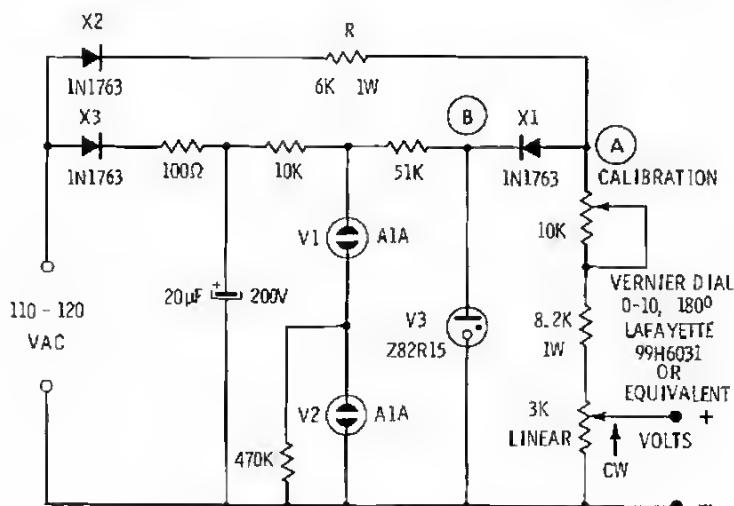 X2
1N1763
R
6K 1W
X3
1N1763
100Ω
10K
51K
B
X1
1N1763
A
CALIBRATION
10K
V1 A1A
20µF + 200V
V3
Z82R15
110-120
VAC
8.2K
1W
VERNIER DIAL
0-10, 180°
LAFAYETTE
99H6031
OR
EQUIVALENT
V2 A1A
470K
3K
LINEAR
VOLTS
+
CW
-